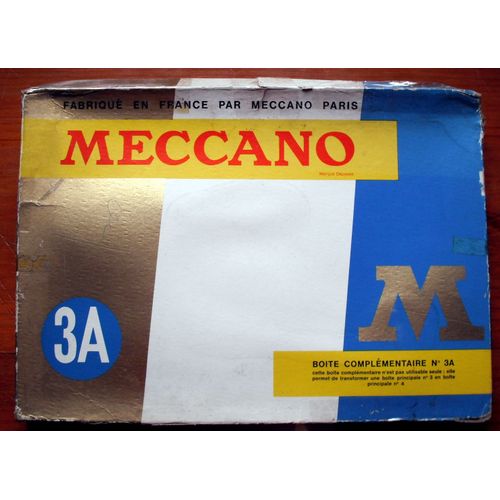 FABRIQUÉ EN FRANCE PAR MECCANO PARIS
MECCANO
Marque Déposée
M
3A
BOITE COMPLÉMENTAIRE N° 3A
cette boite complémentaire n'est pas utilisable seule : elle
permet de transformer une boite principale n° 3 en boite
principale n° 4